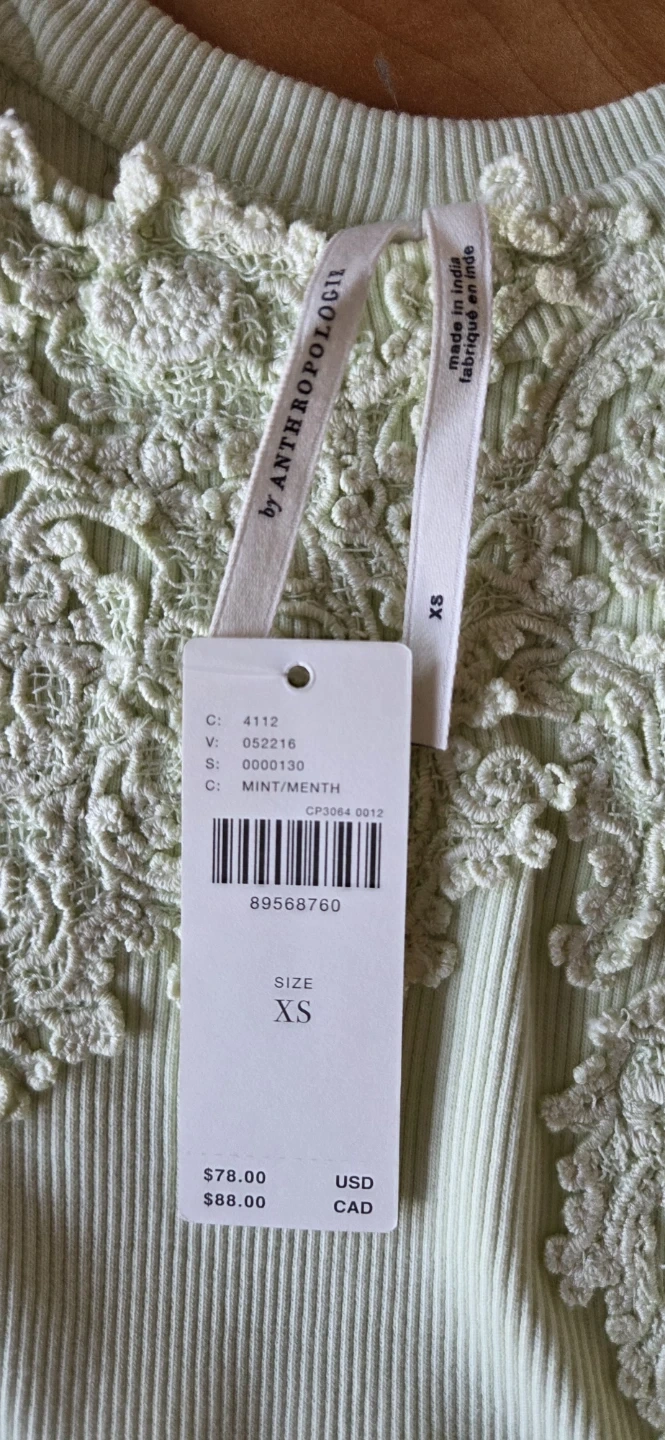 by ANTHROPOLOGIE
made in india
fabriqué en inde
XS
C: 4112
V: 052216
S: 0000130
C: MINT/MENTH
CP3064 0012
89568760
SIZE
XS
$78.00 USD
$88.00 CAD